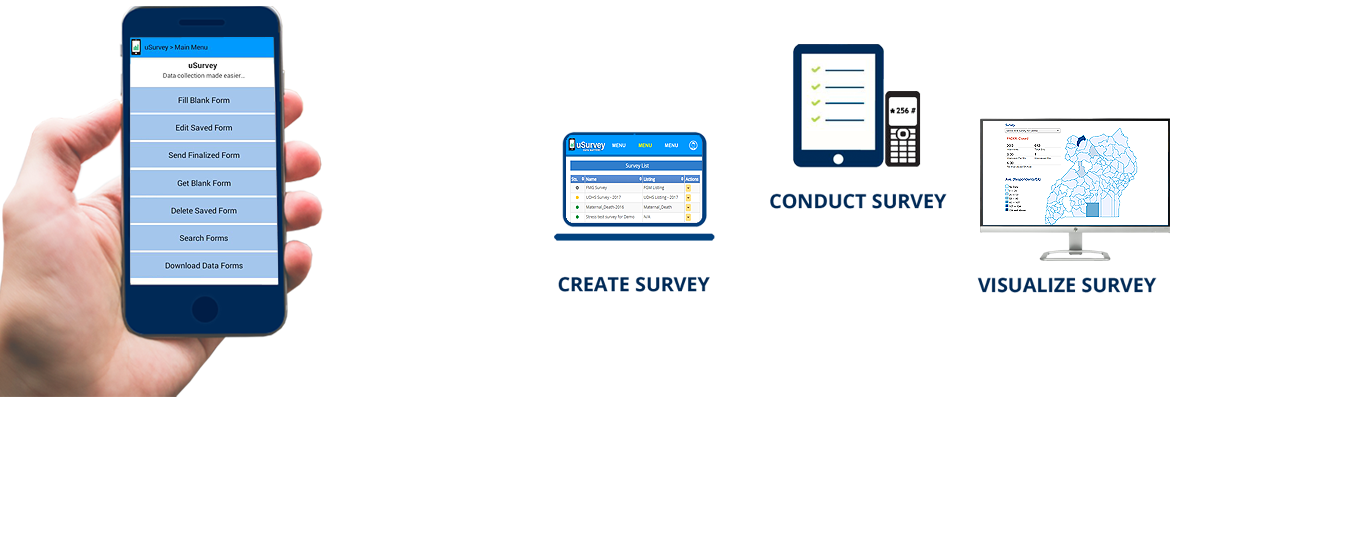 uSurvey > Main Menu
uSurvey
Data collection made easier...
Fill Blank Form
Edit Saved Form
Send Finalized Form
Get Blank Form
Delete Saved Form
Search Forms
Download Data Forms
uSurvey MENU MENU MENU
Survey List
Sts. Name Listing Actions
FMG Survey FGM Listing
UDHS Survey - 2017 UDHS Listing - 2017
Maternal_Death-2016 Maternal_Death
Stress test survey for Demo N/A
CREATE SURVEY
★256 #
CONDUCT SURVEY
Survey
VISUALIZE SURVEY